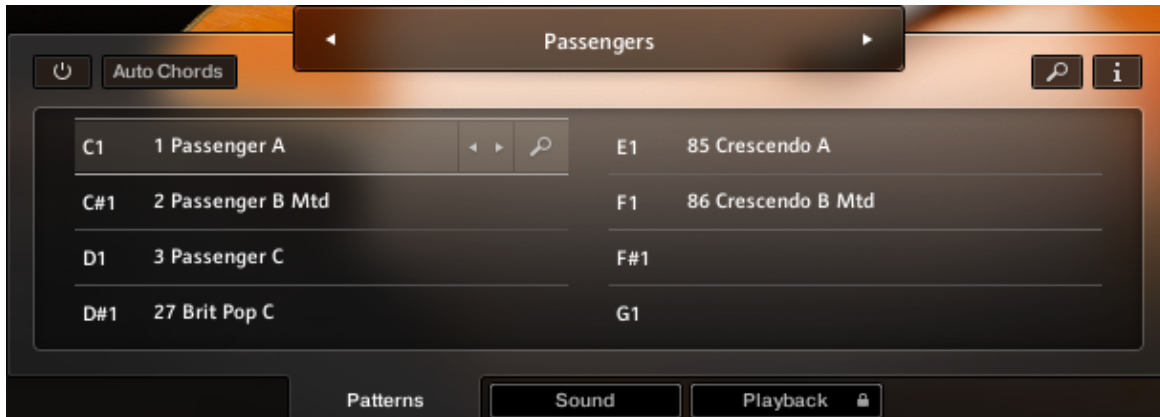 Passengers
Auto Chords
i
C1 1 Passenger A
E1 85 Crescendo A
C#1 2 Passenger B Mtd
F1 86 Crescendo B Mtd
D1 3 Passenger C
F#1
D#1 27 Brit Pop C
G1
Patterns Sound Playback